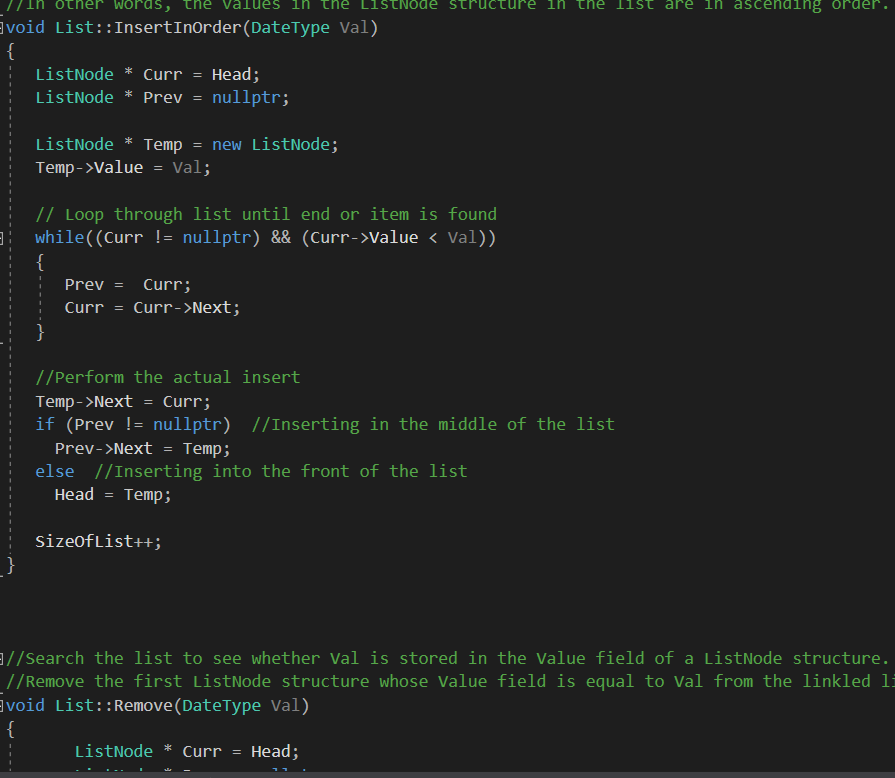 //In other words, the values in the ListNode structure in the list are in ascending order.
void List::InsertInOrder(DateType Val)
{
ListNode * Curr = Head;
ListNode * Prev = nullptr;
ListNode * Temp = new ListNode;
Temp->Value = Val;
// Loop through list until end or item is found
while((Curr != nullptr) && (Curr->Value < Val))
{
Prev =  Curr;
Curr = Curr->Next;
}
//Perform the actual insert
Temp->Next = Curr;
if (Prev != nullptr)  //Inserting in the middle of the list
Prev->Next = Temp;
else  //Inserting into the front of the list
Head = Temp;
SizeOfList++;
}
//Search the list to see whether Val is stored in the Value field of a ListNode structure.
//Remove the first ListNode structure whose Value field is equal to Val from the linkled li
void List::Remove(DateType Val)
{
ListNode * Curr = Head;